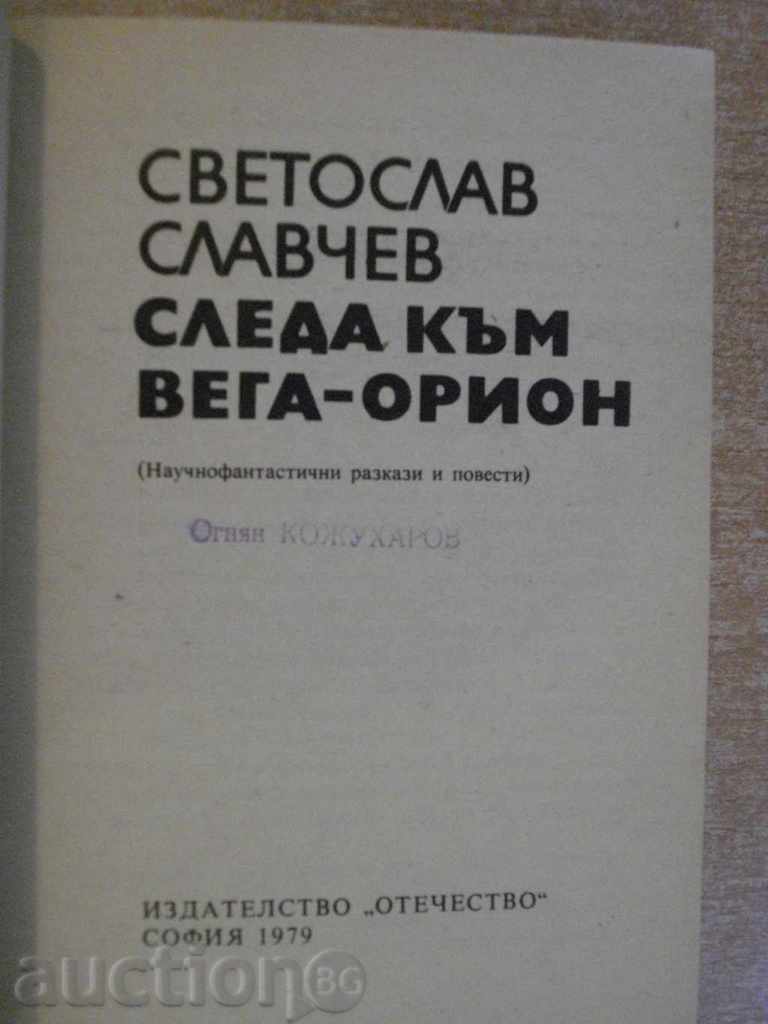 СВЕТОСЛАВ
СЛАВЧЕВ
СЛЕДА КЪМ
ВЕГА-ОРИОН
(Научнофантастични разкази и повести)
Огнян КОЖУХАРОВ
ИЗДАТЕЛСТВО „ОТЕЧЕСТВО“
СОФИЯ 1979
auction BG